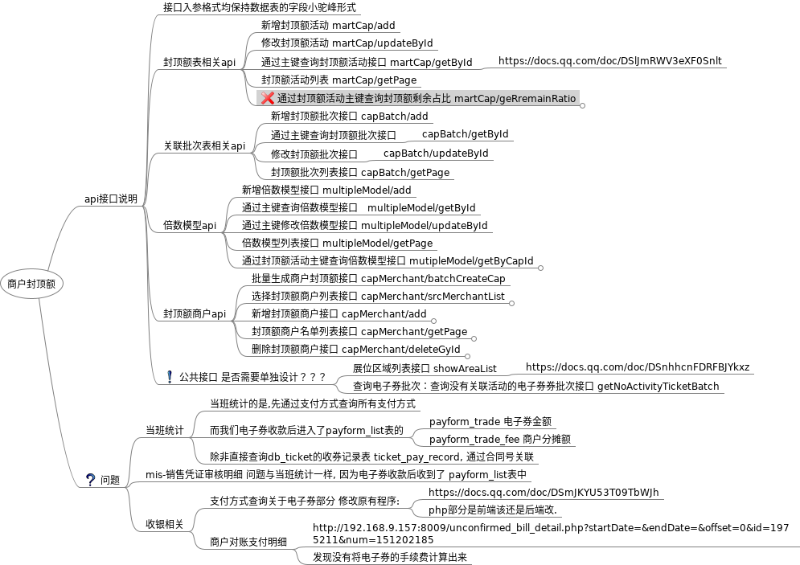 商户封顶额
api接口说明
接口入参格式均保持数据表的字段小驼峰形式
封顶额表相关api
新增封顶额活动 martCap/add
修改封顶额活动 martCap/updateById
通过主键查询封顶额活动接口 martCap/getById
https://docs.qq.com/doc/DSlJmRWV3eXF0Snlt
封顶额活动列表 martCap/getPage
通过封顶额活动主键查询封顶额剩余占比 martCap/geRremainRatio
关联批次表相关api
新增封顶额批次接口 capBatch/add
通过主键查询封顶额批次接口 capBatch/getById
修改封顶额批次接口 capBatch/updateById
封顶额批次列表接口 capBatch/getPage
倍数模型api
新增倍数模型接口 multipleModel/add
通过主键查询倍数模型接口 multipleModel/getById
通过主键修改倍数模型接口 multipleModel/updateById
倍数模型列表接口 multipleModel/getPage
通过封顶额活动主键查询倍数模型接口 mutipleModel/getByCapId
封顶额商户api
批量生成商户封顶额接口 capMerchant/batchCreateCap
选择封顶额商户列表接口 capMerchant/srcMerchantList
新增封顶额商户接口 capMerchant/add
封顶额商户名单列表接口 capMerchant/getPage
删除封顶额商户接口 capMerchant/deleteGyId
公共接口 是否需要单独设计？？？
展位区域列表接口 showAreaList
https://docs.qq.com/doc/DSnhhcnFDRFBJYkxz
查询电子券批次：查询没有关联活动的电子券券批次接口 getNoActivityTicketBatch
问题
当班统计
当班统计的是,先通过支付方式查询所有支付方式
而我们电子券收款后进入了payform_list表的
payform_trade 电子券金额
payform_trade_fee 商户分摊额
除非直接查询db_ticket的收券记录表 ticket_pay_record, 通过合同号关联
mis-销售凭证审核明细 问题与当班统计一样, 因为电子券收款后收到了 payform_list表中
收银相关
支付方式查询关于电子券部分 修改原有程序;
https://docs.qq.com/doc/DSmJKYU53T09TbWJh
php部分是前端该还是后端改.
商户对账支付明细
http://192.168.9.157:8009/unconfirmed_bill_detail.php?startDate=&endDate=&offset=0&id=197
5211&num=151202185
发现没有将电子券的手续费计算出来